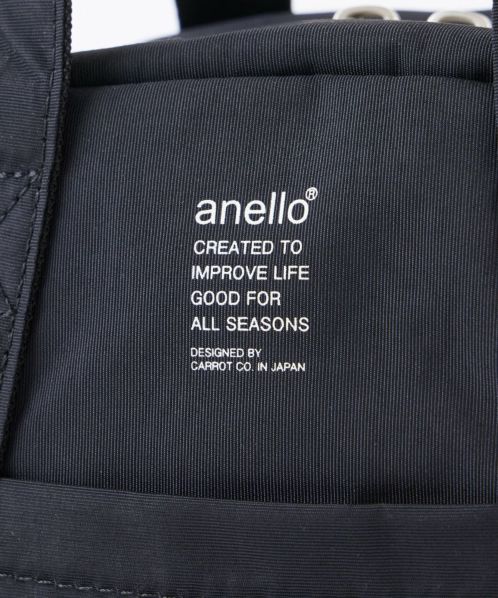 anello®
CREATED TO
IMPROVE LIFE
GOOD FOR
ALL SEASONS
DESIGNED BY
CARROT CO. IN JAPAN